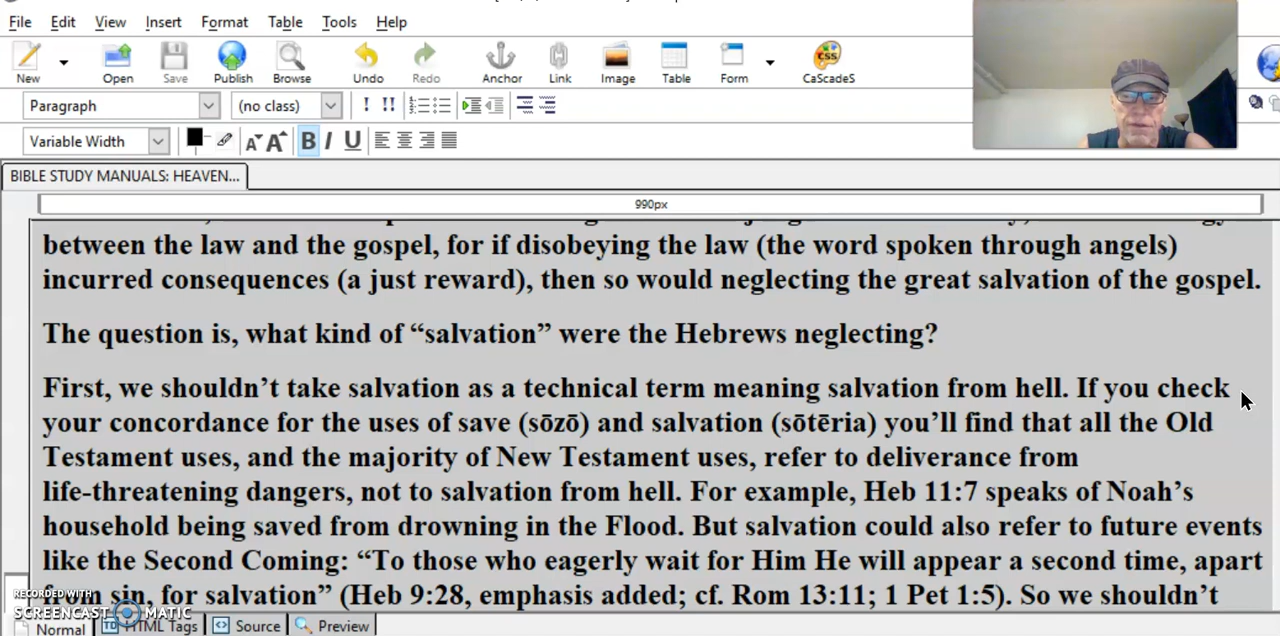 File Edit View Insert Format Table Tools Help
New Open Save Publish Browse Undo Redo Anchor Link Image Table Form CaScadeS
Paragraph (no class) ! !!
Variable Width A A B I U
BIBLE STUDY MANUALS: HEAVEN...
990px
between the law and the gospel, for if disobeying the law (the word spoken through angels)
incurred consequences (a just reward), then so would neglecting the great salvation of the gospel.
The question is, what kind of “salvation” were the Hebrews neglecting?
First, we shouldn’t take salvation as a technical term meaning salvation from hell. If you check
your concordance for the uses of save (sōzō) and salvation (sōtēria) you’ll find that all the Old
Testament uses, and the majority of New Testament uses, refer to deliverance from
life-threatening dangers, not to salvation from hell. For example, Heb 11:7 speaks of Noah’s
household being saved from drowning in the Flood. But salvation could also refer to future events
like the Second Coming: “To those who eagerly wait for Him He will appear a second time, apart
from sin, for salvation” (Heb 9:28, emphasis added; cf. Rom 13:11; 1 Pet 1:5). So we shouldn’t
RECORDED WITH
SCREENCAST MATIC
Normal TD HTML Tags Source Preview